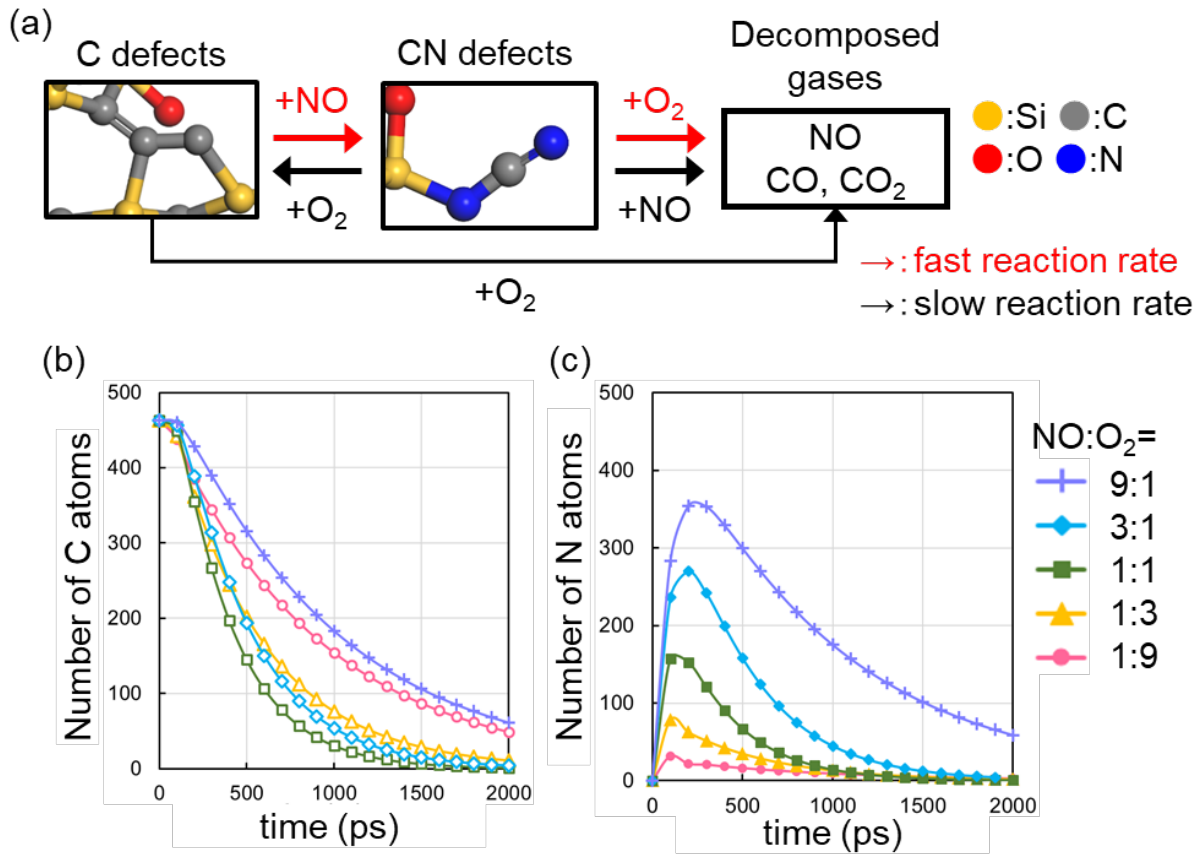 (a)
C defects
CN defects
Decomposed
gases
+NO
+O2
+O2
+NO
NO
CO, CO2
:Si :C
:O :N
+O2
→: fast reaction rate
→: slow reaction rate
(b)
500
400
300
200
100
0
0 500 1000 1500 2000
Number of C atoms
time (ps)
(c)
500
400
300
200
100
0
0 500 1000 1500 2000
Number of N atoms
time (ps)
NO:O2=
9:1
3:1
1:1
1:3
1:9